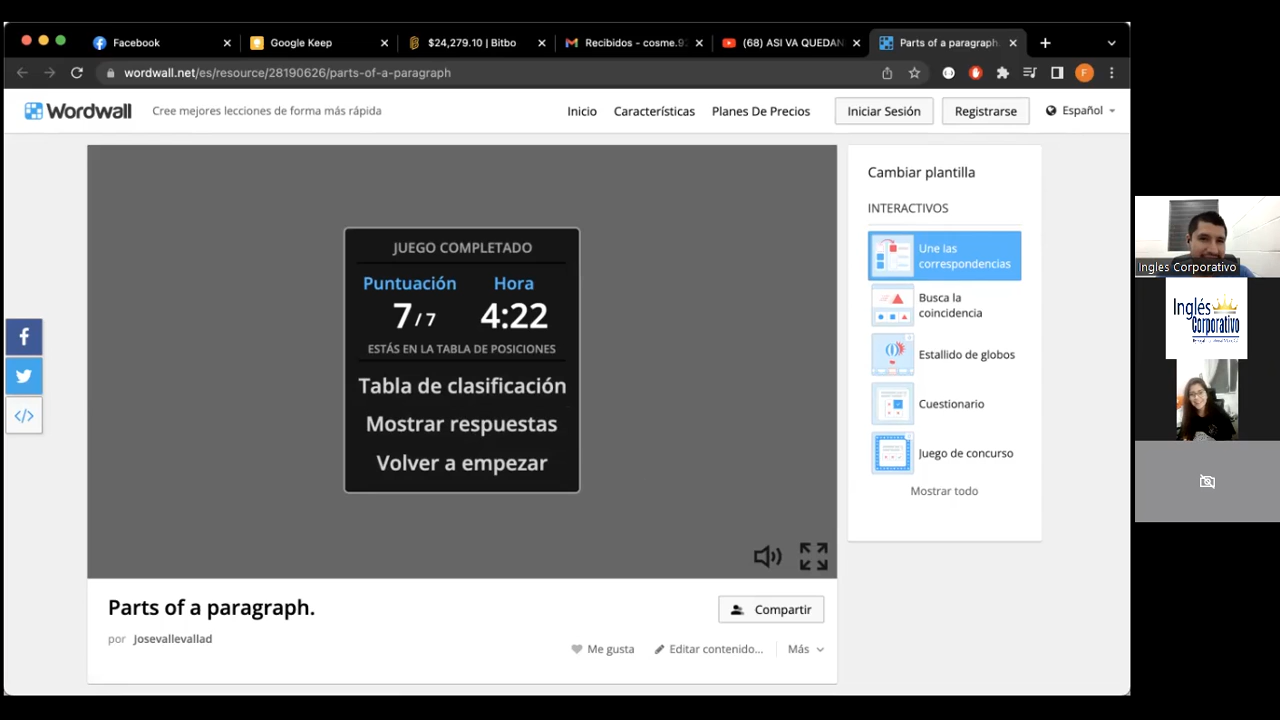 Facebook
Google Keep
$24,279.10 | Bitbo
Recibidos - cosme.92
(68) ASI VA QUEDAN
Parts of a paragraph.
wordwall.net/es/resource/28190626/parts-of-a-paragraph
F
Wordwall
Cree mejores lecciones de forma más rápida
Inicio
Características
Planes De Precios
Iniciar Sesión
Registrarse
Español
JUEGO COMPLETADO
Puntuación Hora
7 / 7 4:22
ESTÁS EN LA TABLA DE POSICIONES
Tabla de clasificación
Mostrar respuestas
Volver a empezar
Cambiar plantilla
INTERACTIVOS
Une las
correspondencias
Busca la
coincidencia
Estallido de globos
Cuestionario
Juego de concurso
Mostrar todo
Parts of a paragraph.
Compartir
por Josevallevallad
Me gusta
Editar contenido...
Más
Ingles Corporativo
Inglés
Corporativo